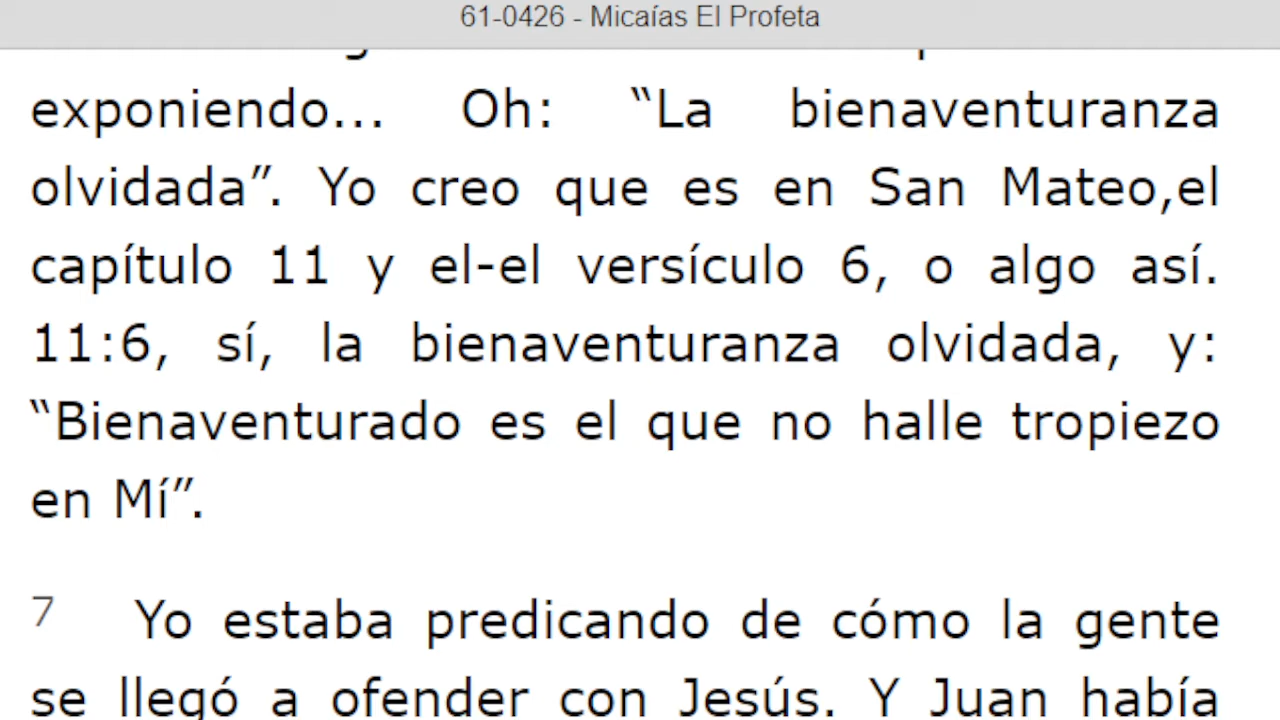 61-0426 - Micaías El Profeta
exponiendo... Oh: “La bienaventuranza
olvidada”. Yo creo que es en San Mateo,el
capítulo 11 y el-el versículo 6, o algo así.
11:6, sí, la bienaventuranza olvidada, y:
“Bienaventurado es el que no halle tropiezo
en Mí”.
7 Yo estaba predicando de cómo la gente
se llegó a ofender con Jesús. Y Juan había